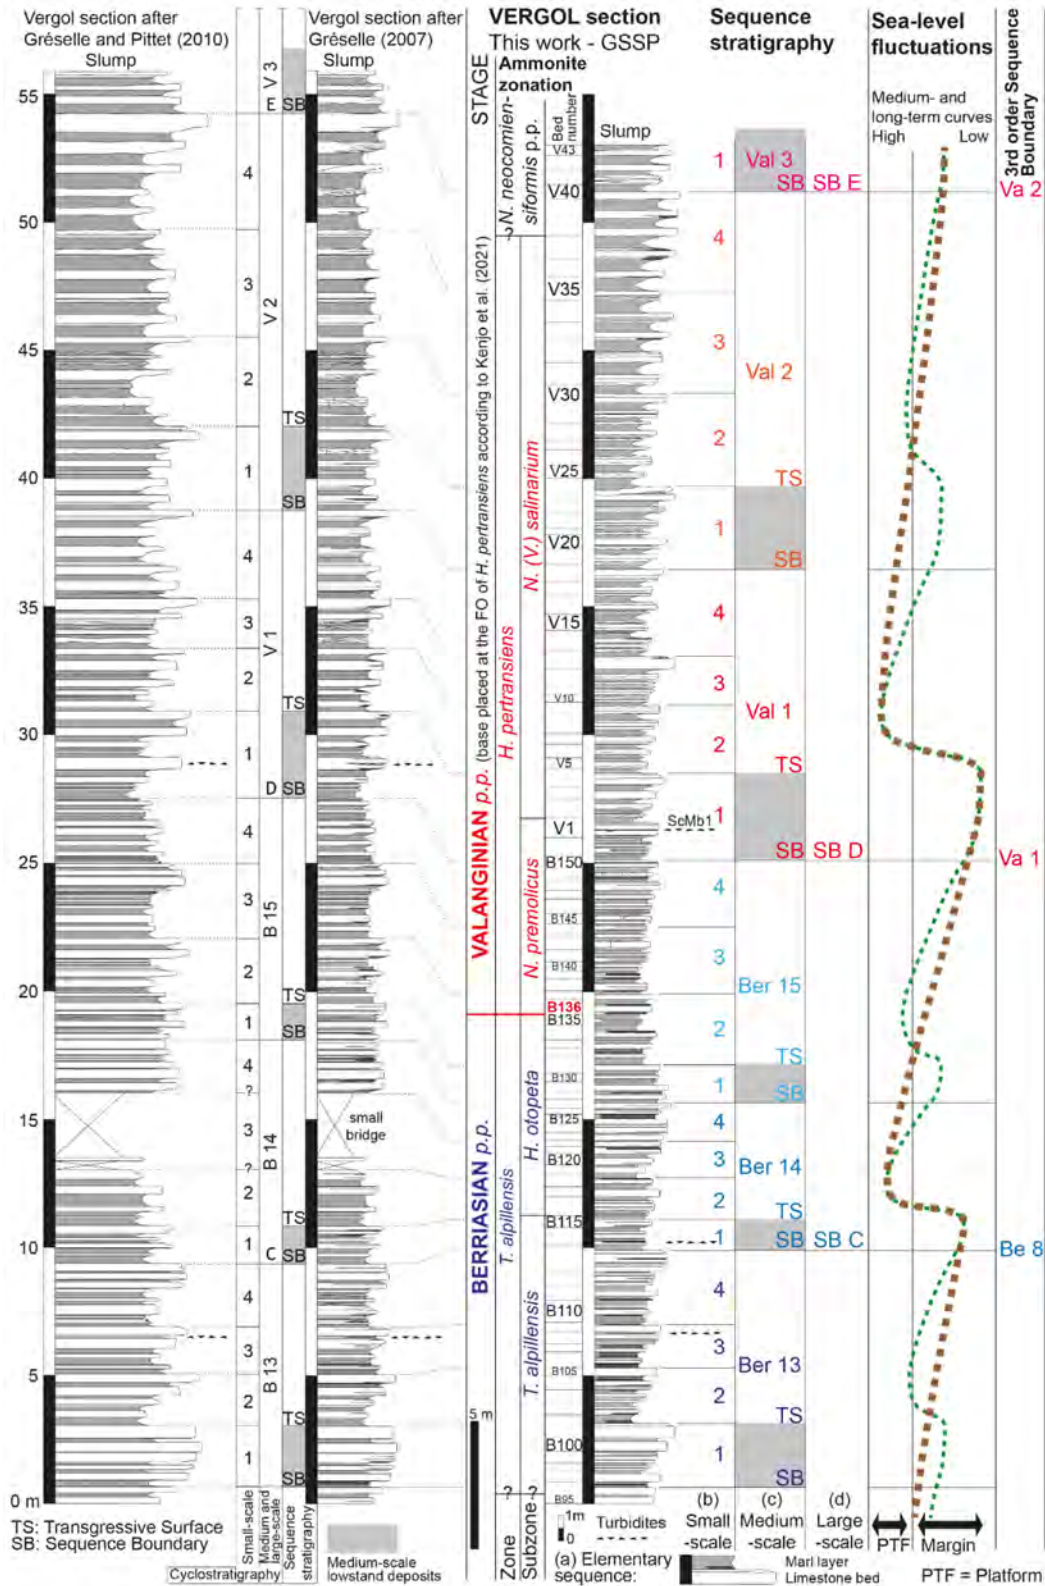 Vergol section after
Gréselle and Pittet (2010)
Slump
Vergol section after
Gréselle (2007)
Slump
VERGOL section
This work - GSSP
Sequence
stratigraphy
Sea-level
fluctuations
3rd order Sequence
Boundary
STAGE
Ammonite
zonation
Bed
number
Slump
Medium- and
long-term curves
High
Low
55
50
45
40
35
30
25
20
15
10
5
0 m
4
3
2
1
4
3
2
1
4
3
2
1
4
?
3
?
2
1
4
3
2
1
V 3
E
V 2
V 1
D
B 15
B 14
C
B 13
SB
TS
SB
TS
SB
TS
SB
TS
SB
TS
SB
small
bridge
VALANGINIAN p.p. (base placed at the FO of H. pertransiens according to Kenjo et al. (2021)
BERRIASIAN p.p.
5 m
N. neocomien-
siformis p.p.
?
H. pertransiens
N. (V.) salinarium
N. premolicus
T. alpillensis
H. otopeta
T. alpillensis
?
?
V43
V40
V35
V30
V25
V20
V15
V10
V5
V1
B150
B145
B140
B136
B135
B130
B125
B120
B115
B110
B105
B100
B95
ScMb1
1
Val 3
SB
SB E
Va 2
4
3
Val 2
2
TS
1
SB
4
3
Val 1
2
TS
1
SB
SB D
Va 1
4
3
Ber 15
2
TS
1
SB
4
3
Ber 14
2
TS
1
SB
SB C
Be 8
4
3
Ber 13
2
TS
1
SB
TS: Transgressive Surface
SB: Sequence Boundary
Small-scale
Medium and
large-scale
Sequence
stratigraphy
Cyclostratigraphy
Medium-scale
lowstand deposits
Zone
Subzone
1m
0
Turbidites
(a) Elementary
sequence:
(b)
Small
-scale
(c)
Medium
-scale
(d)
Large
-scale
Marl layer
Limestone bed
PTF
Margin
PTF = Platform